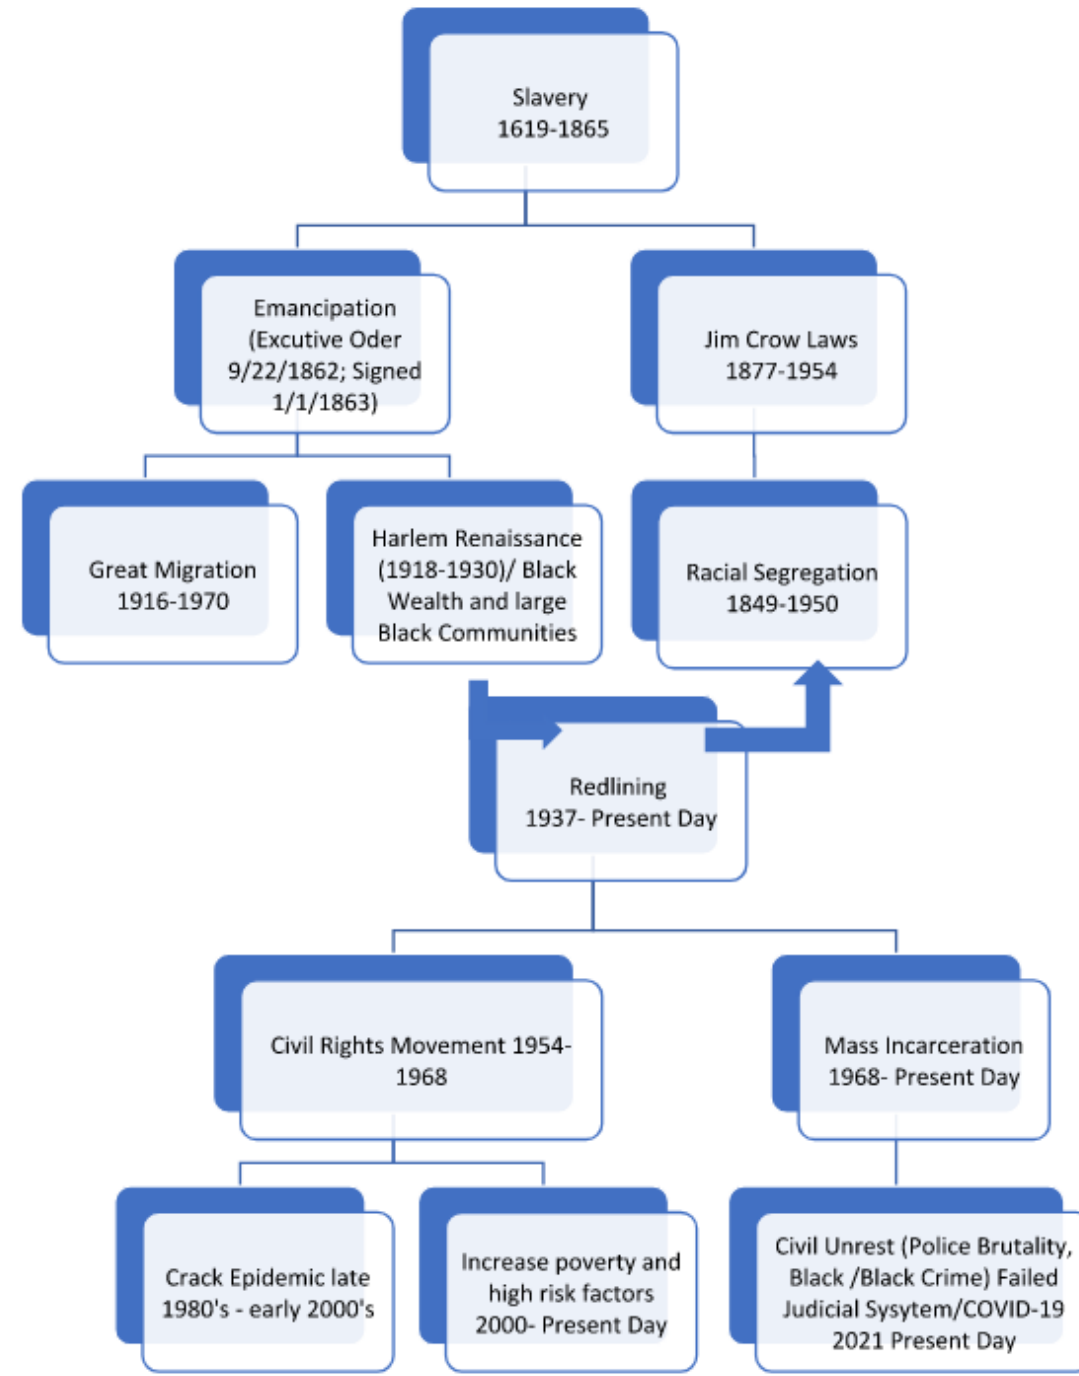 Slavery
1619-1865
Emancipation
(Excutive Oder
9/22/1862; Signed
1/1/1863)
Jim Crow Laws
1877-1954
Great Migration
1916-1970
Harlem Renaissance
(1918-1930)/ Black
Wealth and large
Black Communities
Racial Segregation
1849-1950
Redlining
1937- Present Day
Civil Rights Movement 1954-
1968
Mass Incarceration
1968- Present Day
Crack Epidemic late
1980's - early 2000's
Increase poverty and
high risk factors
2000- Present Day
Civil Unrest (Police Brutality,
Black /Black Crime) Failed
Judicial Sysytem/COVID-19
2021 Present Day